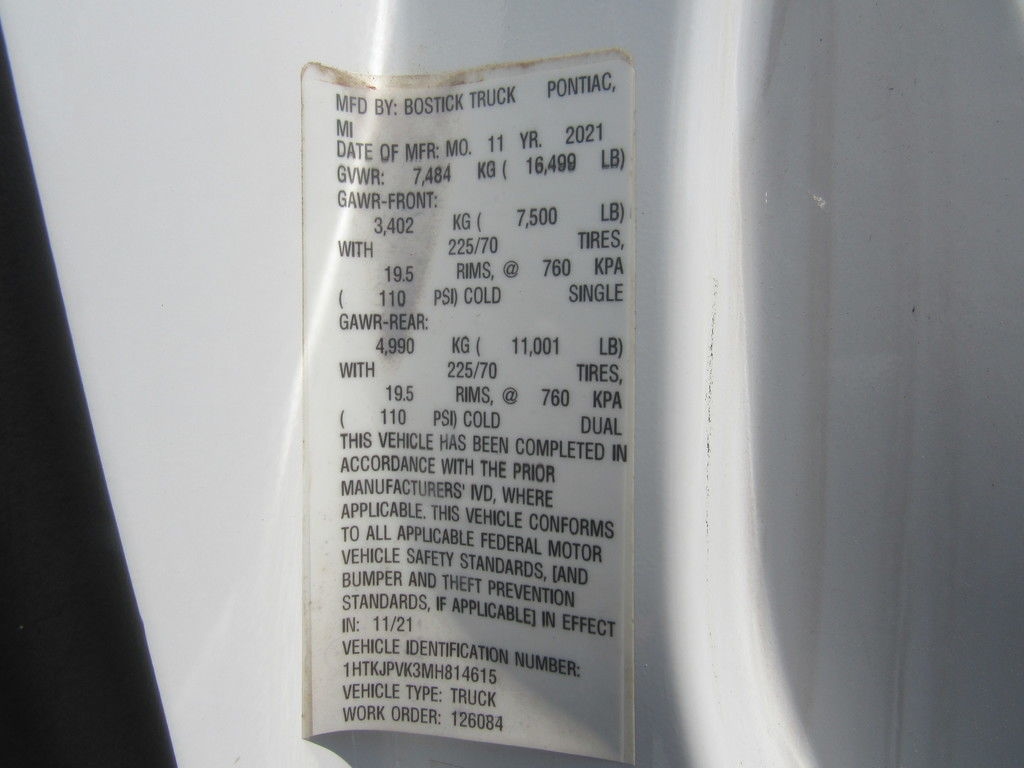 MFD BY: BOSTICK TRUCK PONTIAC,
MI
DATE OF MFR: MO. 11 YR. 2021
GVWR: 7,484 KG ( 16,499 LB)
GAWR-FRONT:
3,402 KG ( 7,500 LB)
WITH 225/70 TIRES,
19.5 RIMS, @ 760 KPA
( 110 PSI) COLD SINGLE
GAWR-REAR:
4,990 KG ( 11,001 LB)
WITH 225/70 TIRES,
19.5 RIMS, @ 760 KPA
( 110 PSI) COLD DUAL
THIS VEHICLE HAS BEEN COMPLETED IN
ACCORDANCE WITH THE PRIOR
MANUFACTURERS' IVD, WHERE
APPLICABLE. THIS VEHICLE CONFORMS
TO ALL APPLICABLE FEDERAL MOTOR
VEHICLE SAFETY STANDARDS, [AND
BUMPER AND THEFT PREVENTION
STANDARDS, IF APPLICABLE] IN EFFECT
IN: 11/21
VEHICLE IDENTIFICATION NUMBER:
1HTKJPVK3MH814615
VEHICLE TYPE: TRUCK
WORK ORDER: 126084